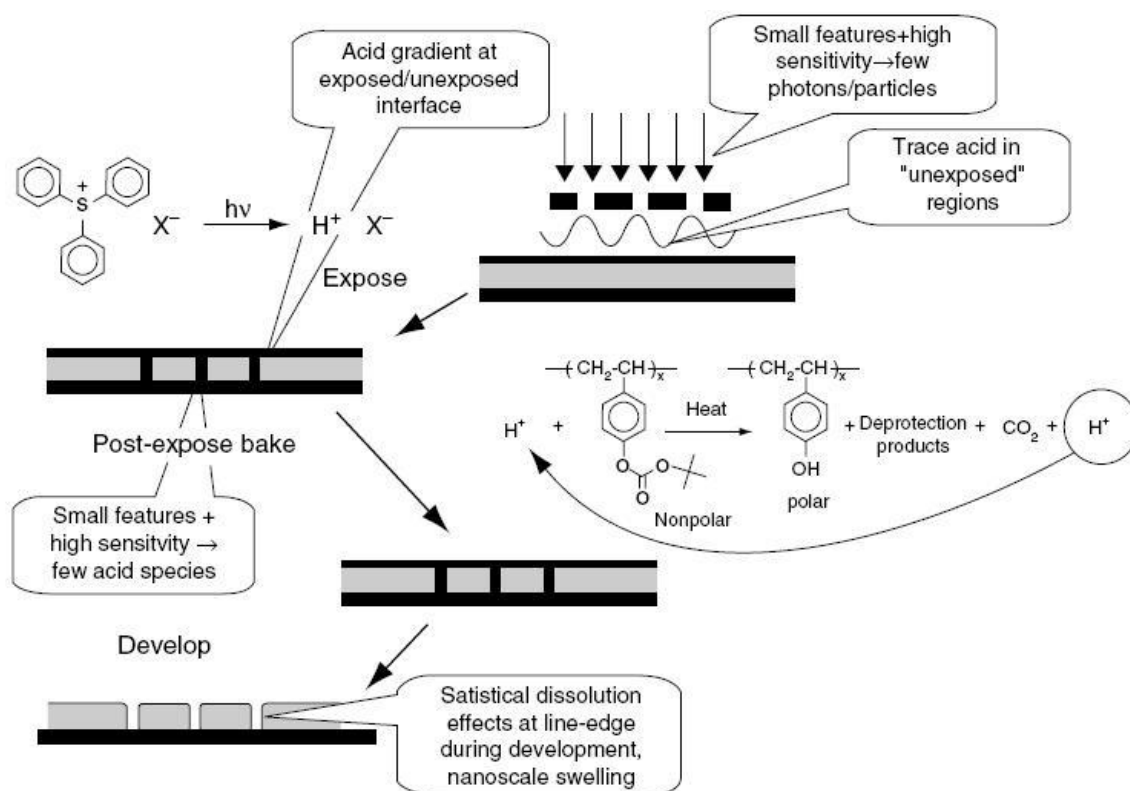 Acid gradient at
exposed/unexposed
interface
Small features+high
sensitivity→few
photons/particles
Trace acid in
"unexposed"
regions
S
+
X⁻
hν
H⁺
X⁻
Expose
Post-expose bake
Small features +
high sensitvity →
few acid species
H⁺
+
—(CH₂-CH)ₓ—
O
O
O
Nonpolar
Heat
—(CH₂-CH)ₓ—
OH
polar
+ Deprotection
products
+ CO₂ +
H⁺
Develop
Satistical dissolution
effects at line-edge
during development,
nanoscale swelling